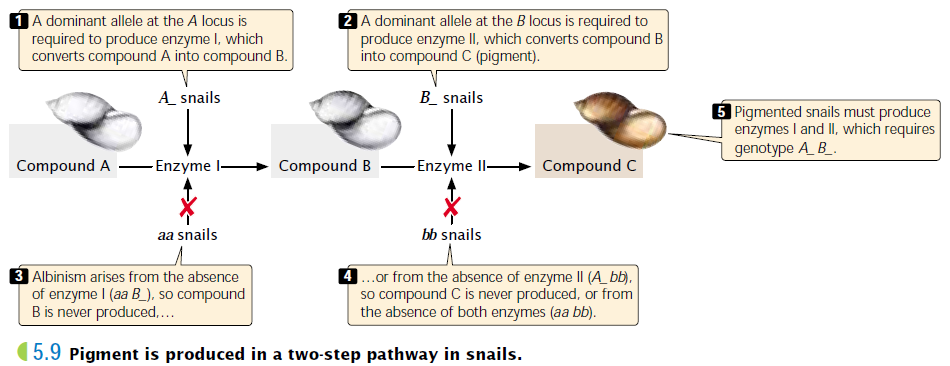 1 A dominant allele at the A locus is
required to produce enzyme I, which
converts compound A into compound B.
2 A dominant allele at the B locus is required to
produce enzyme II, which converts compound B
into compound C (pigment).
A_ snails
B_ snails
5 Pigmented snails must produce
enzymes I and II, which requires
genotype A_ B_.
Compound A
Enzyme I
Compound B
Enzyme II
Compound C
aa snails
bb snails
3 Albinism arises from the absence
of enzyme I (aa B_), so compound
B is never produced,…
4 …or from the absence of enzyme II (A_ bb),
so compound C is never produced, or from
the absence of both enzymes (aa bb).
5.9 Pigment is produced in a two-step pathway in snails.